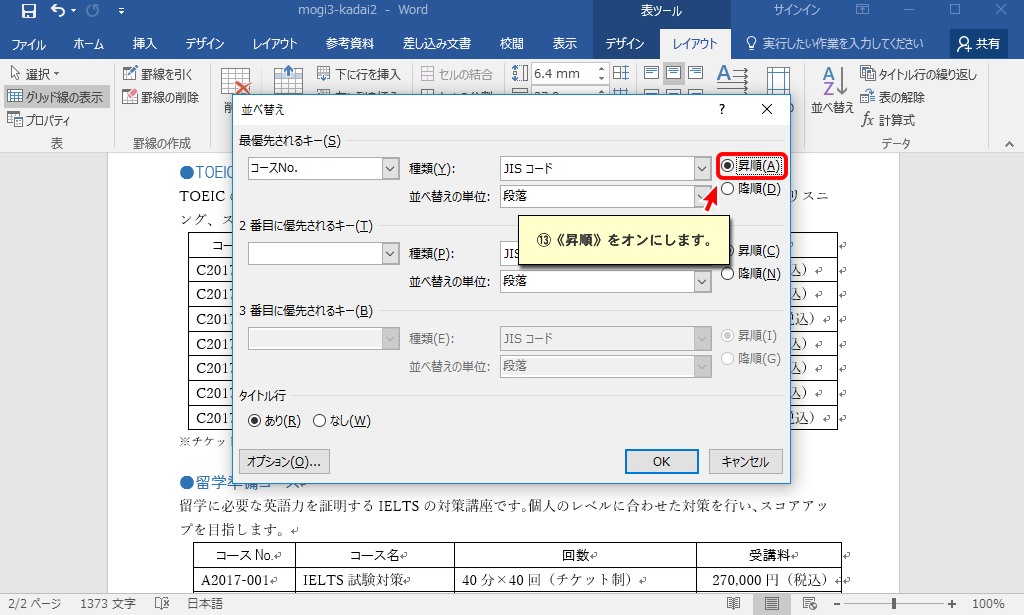 mogi3-kadai2 - Word
表ツール
サインイン
ファイル ホーム 挿入 デザイン レイアウト 参考資料 差し込み文書 校閲 表示 デザイン レイアウト 実行したい作業を入力してください 共有
選択
グリッド線の表示
プロパティ
表
罫線を引く
罫線の削除
罫線の作成
下に行を挿入
セルの結合
6.4 mm
並べ替え
タイトル行の繰り返し
表の解除
計算式
データ
並べ替え
最優先されるキー(S)
コースNo. 種類(Y): JIS コード 昇順(A)
並べ替えの単位: 段落 降順(D)
⑬《昇順》をオンにします。
2 番目に優先されるキー(T)
種類(P): JIS 昇順(C)
並べ替えの単位: 段落 降順(N)
3 番目に優先されるキー(B)
種類(E): JIS コード 昇順(I)
並べ替えの単位: 段落 降順(G)
タイトル行
あり(R) なし(W)
オプション(O)... OK キャンセル
●TOEIC
TOEIC
リスニ
ング、ス
コー
C2017
C2017
C2017
C2017
C2017
C2017
C2017
※チケッ
●留学準備コース
留学に必要な英語力を証明する IELTS の対策講座です。個人のレベルに合わせた対策を行い、スコアアッ
プを目指します。
コース No. コース名 回数 受講料
A2017-001 IELTS 試験対策 40 分×40 回（チケット制） 270,000 円（税込）
2/2 ページ 1373 文字 日本語 100%